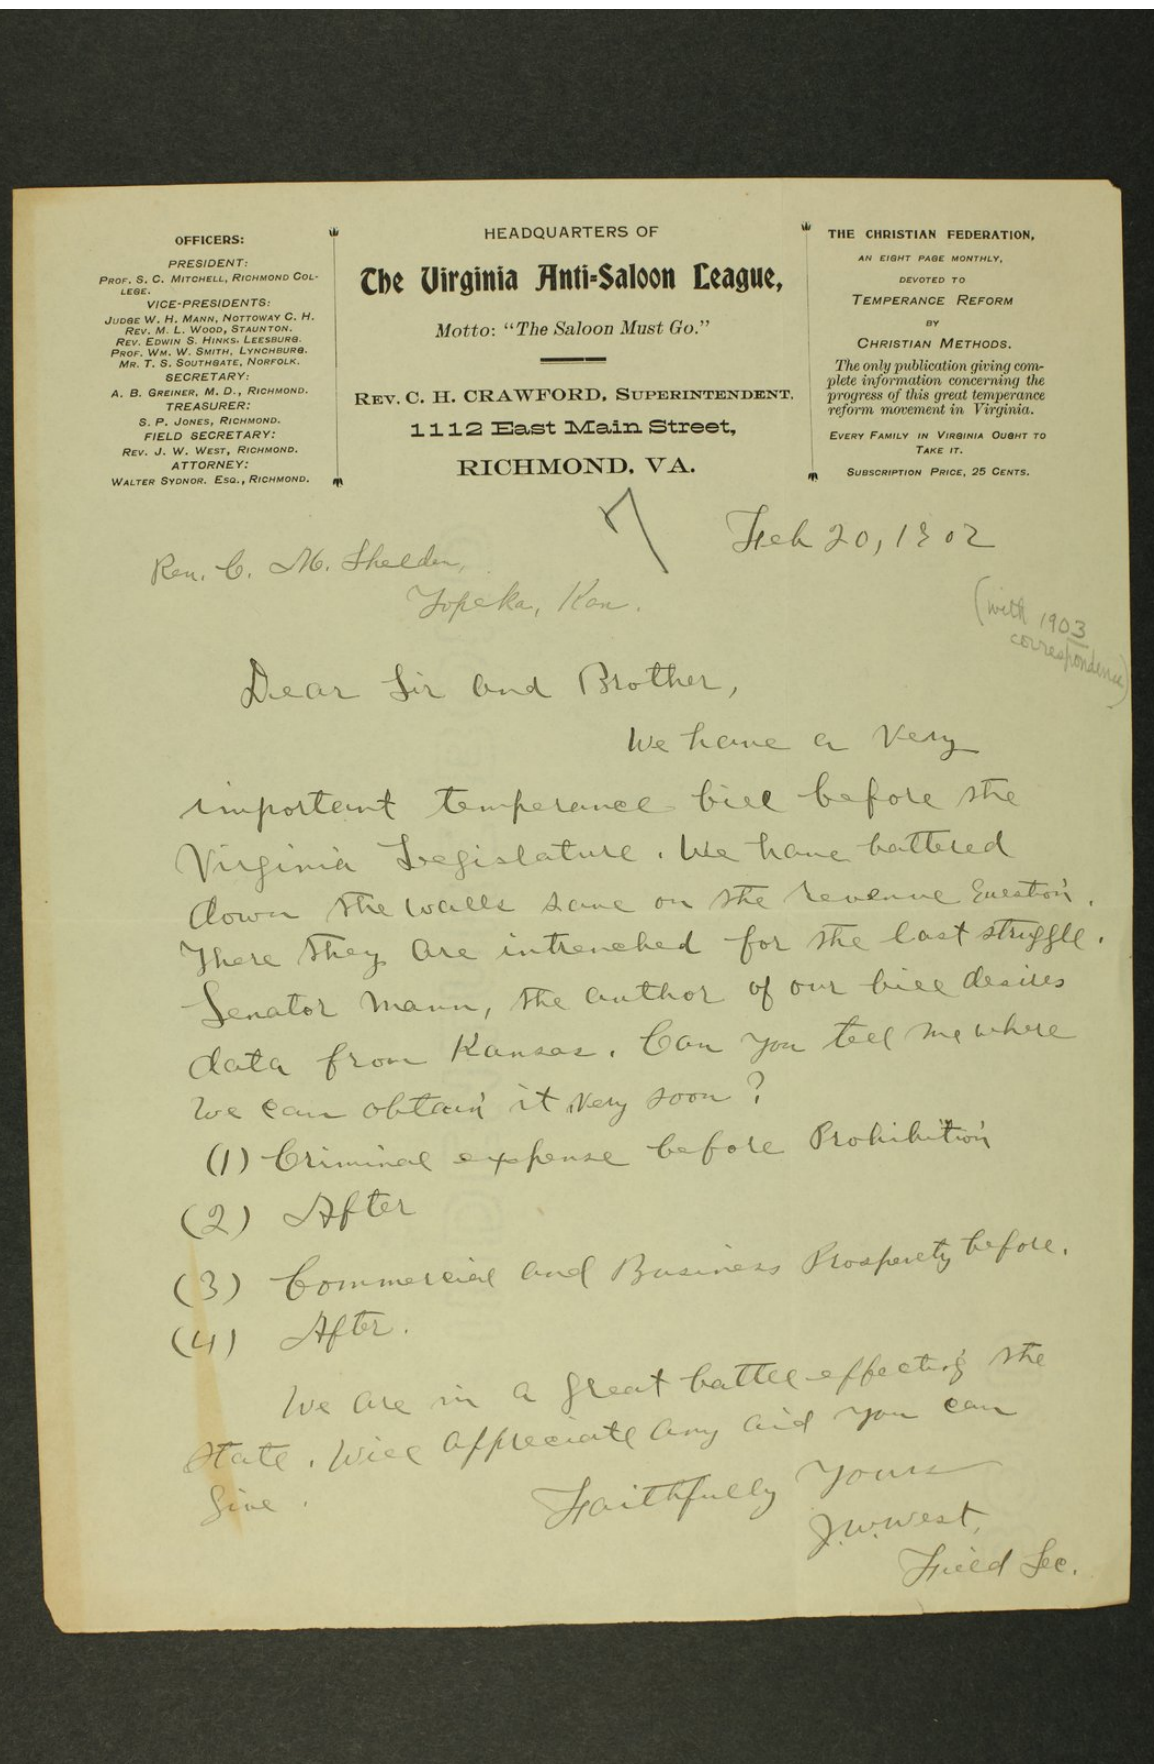 OFFICERS:
PRESIDENT:
PROF. S. C. MITCHELL, RICHMOND COL-
LEGE.
VICE-PRESIDENTS:
JUDGE W. H. MANN, NOTTOWAY C. H.
REV. M. L. WOOD, STAUNTON.
REV. EDWIN S. HINKS, LEESBURG.
PROF. WM. W. SMITH, LYNCHBURG.
MR. T. S. SOUTHGATE, NORFOLK.
SECRETARY:
A. B. GREINER, M. D., RICHMOND.
TREASURER:
S. P. JONES, RICHMOND.
FIELD SECRETARY:
REV. J. W. WEST, RICHMOND.
ATTORNEY:
WALTER SYDNOR. ESQ., RICHMOND.
HEADQUARTERS OF
The Virginia Anti-Saloon League,
Motto: "The Saloon Must Go."
REV. C. H. CRAWFORD, SUPERINTENDENT.
1112 East Main Street,
RICHMOND, VA.
THE CHRISTIAN FEDERATION,
AN EIGHT PAGE MONTHLY,
DEVOTED TO
TEMPERANCE REFORM
BY
CHRISTIAN METHODS.
The only publication giving com-
plete information concerning the
progress of this great temperance
reform movement in Virginia.
EVERY FAMILY IN VIRGINIA OUGHT TO
TAKE IT.
SUBSCRIPTION PRICE, 25 CENTS.
Feb 20, 1902
Rev. C. M. Sheldon,
Topeka, Kan.
(with 1903
correspondence)
Dear Sir and Brother,
We have a very
important temperance bill before the
Virginia Legislature. We have battered
down the walls save on the revenue question.
There they are intrenched for the last struggle.
Senator Mann, the author of our bill desires
data from Kansas. Can you tell me where
we can obtain it very soon?
(1) Criminal expense before Prohibition
(2) After
(3) Commercial and Business Prosperety before.
(4) After.
We are in a great battle effecting the
State. Will appreciate any aid you can
give.
Faithfully Yours
J. W. West,
Field Sec.